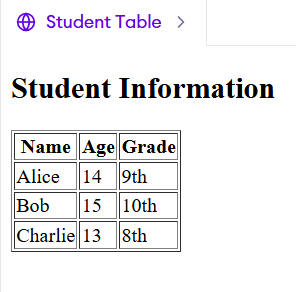 Student Table
Student Information
Name Age Grade
Alice 14 9th
Bob 15 10th
Charlie 13 8th